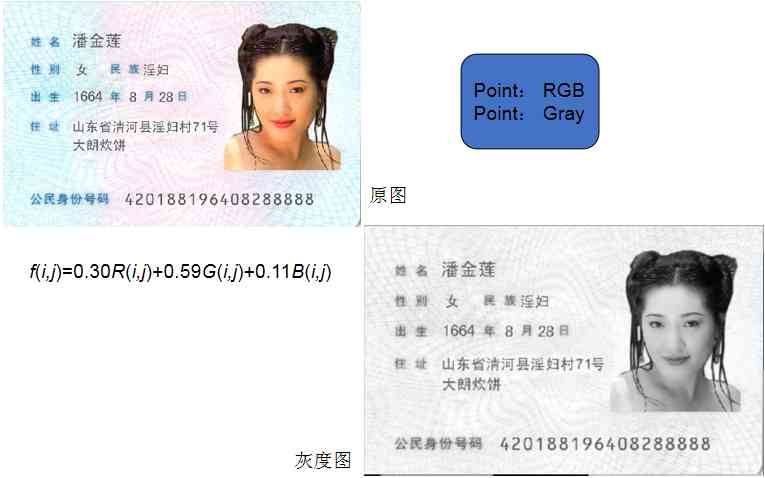 姓 名 潘金莲
性 别 女 民 族 淫妇
出 生 1664 年 8 月 28 日
住 址 山东省清河县淫妇村71号
大朗炊饼
公民身份号码 420188196408288888
Point： RGB
Point： Gray
原图
f(i,j)=0.30R(i,j)+0.59G(i,j)+0.11B(i,j)
姓 名 潘金莲
性 别 女 民 族 淫妇
出 生 1664 年 8 月 28 日
住 址 山东省清河县淫妇村71号
大朗炊饼
公民身份号码 420188196408288888
灰度图